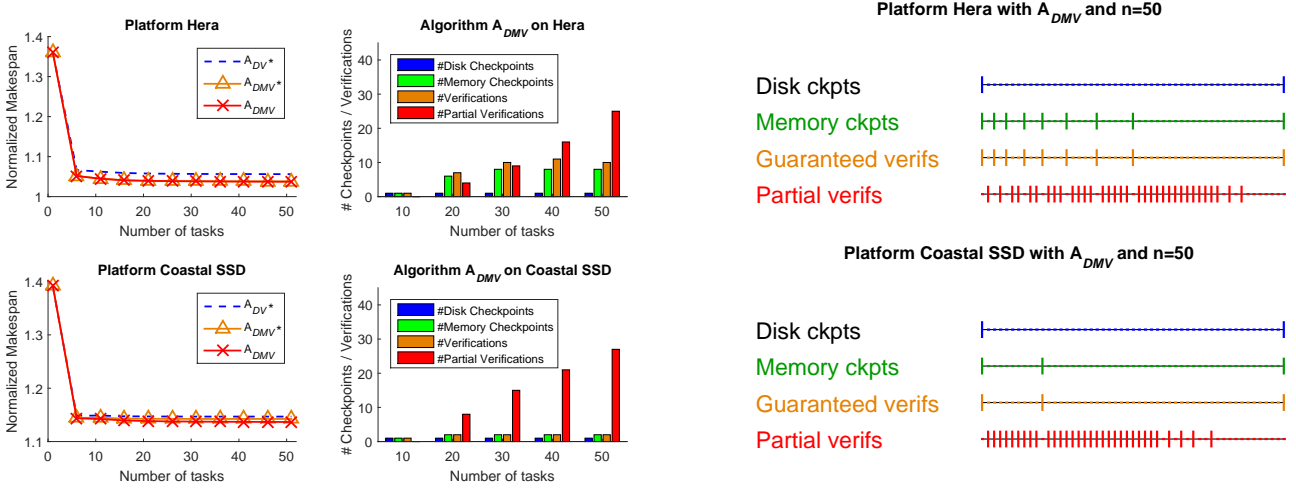 Platform Hera
Normalized Makespan
1.4
1.3
1.2
1.1
1
0 10 20 30 40 50
Number of tasks
A_DV*
A_DMV*
A_DMV
Algorithm A_DMV on Hera
# Checkpoints / Verifications
40
30
20
10
0
10 20 30 40 50
Number of tasks
#Disk Checkpoints
#Memory Checkpoints
#Verifications
#Partial Verifications
Platform Hera with A_DMV and n=50
Disk ckpts
Memory ckpts
Guaranteed verifs
Partial verifs
Platform Coastal SSD
Normalized Makespan
1.4
1.3
1.2
1.1
0 10 20 30 40 50
Number of tasks
A_DV*
A_DMV*
A_DMV
Algorithm A_DMV on Coastal SSD
# Checkpoints / Verifications
40
30
20
10
0
10 20 30 40 50
Number of tasks
#Disk Checkpoints
#Memory Checkpoints
#Verifications
#Partial Verifications
Platform Coastal SSD with A_DMV and n=50
Disk ckpts
Memory ckpts
Guaranteed verifs
Partial verifs